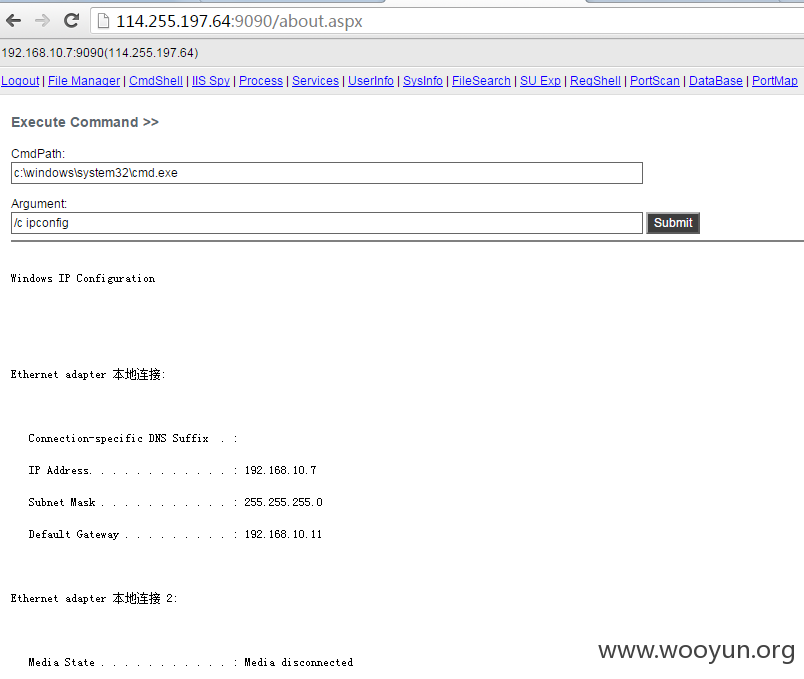 114.255.197.64:9090/about.aspx
192.168.10.7:9090(114.255.197.64)
Logout | File Manager | CmdShell | IIS Spy | Process | Services | UserInfo | SysInfo | FileSearch | SU Exp | RegShell | PortScan | DataBase | PortMap
Execute Command >>
CmdPath:
c:\windows\system32\cmd.exe
Argument:
/c ipconfig
Submit
Windows IP Configuration
Ethernet adapter 本地连接:
Connection-specific DNS Suffix  . :
IP Address. . . . . . . . . . . . : 192.168.10.7
Subnet Mask . . . . . . . . . . . : 255.255.255.0
Default Gateway . . . . . . . . . : 192.168.10.11
Ethernet adapter 本地连接 2:
Media State . . . . . . . . . . . : Media disconnected
www.wooyun.org